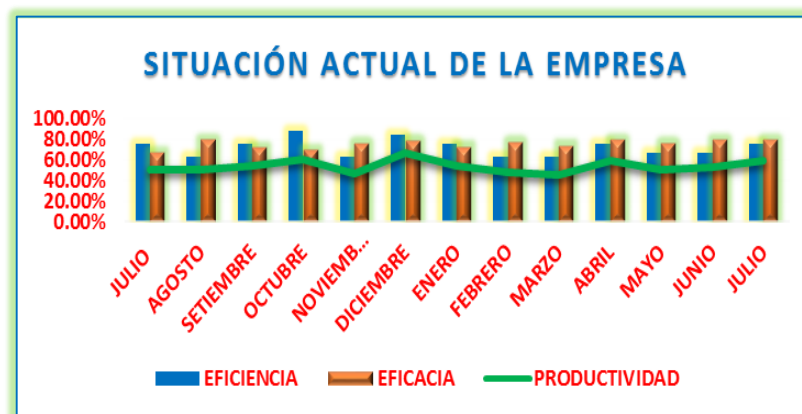 SITUACIÓN ACTUAL DE LA EMPRESA
100.00%
80.00%
60.00%
40.00%
20.00%
0.00%
JULIO
AGOSTO
SETIEMBRE
OCTUBRE
NOVIEMB...
DICIEMBRE
ENERO
FEBRERO
MARZO
ABRIL
MAYO
JUNIO
JULIO
EFICIENCIA EFICACIA PRODUCTIVIDAD